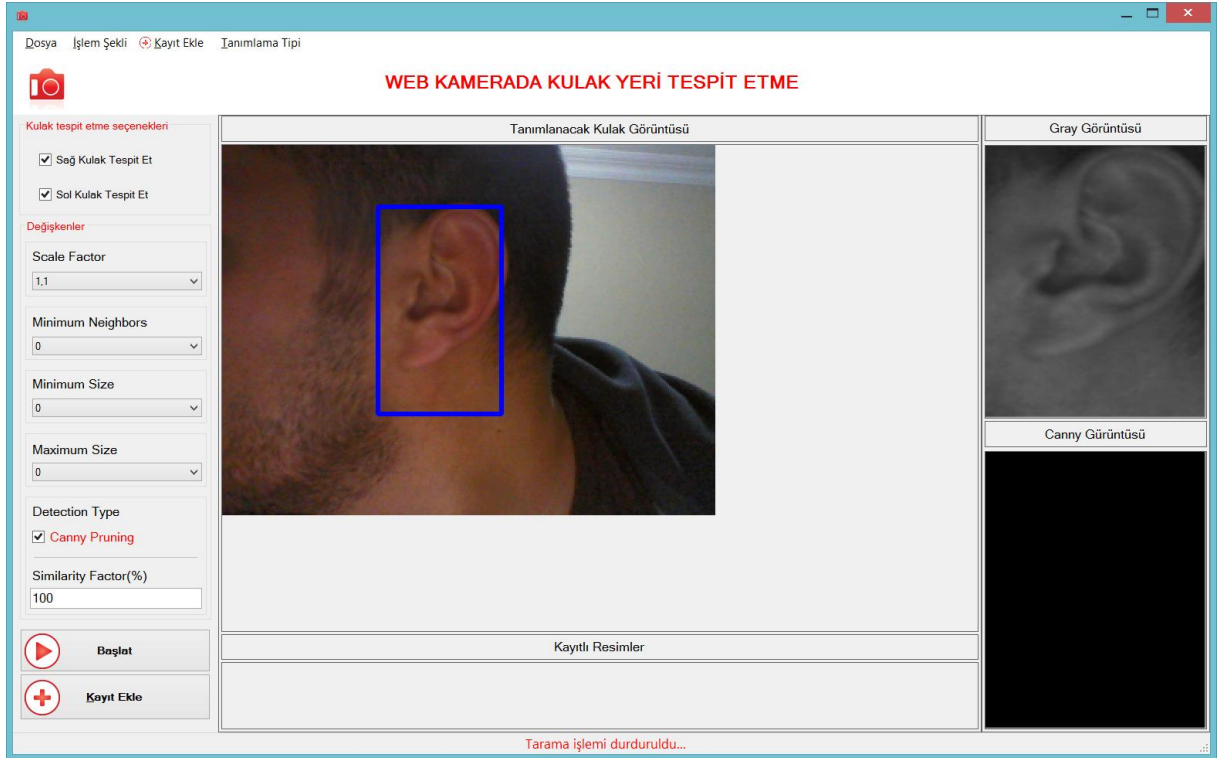 Dosya İşlem Şekli Kayıt Ekle Tanımlama Tipi
WEB KAMERADA KULAK YERİ TESPİT ETME
Kulak tespit etme seçenekleri
Sağ Kulak Tespit Et
Sol Kulak Tespit Et
Değişkenler
Scale Factor
1,1
Minimum Neighbors
0
Minimum Size
0
Maximum Size
0
Detection Type
Canny Pruning
Similarity Factor(%)
100
Başlat
Kayıt Ekle
Tanımlanacak Kulak Görüntüsü
Kayıtlı Resimler
Gray Görüntüsü
Canny Gürüntüsü
Tarama işlemi durduruldu...